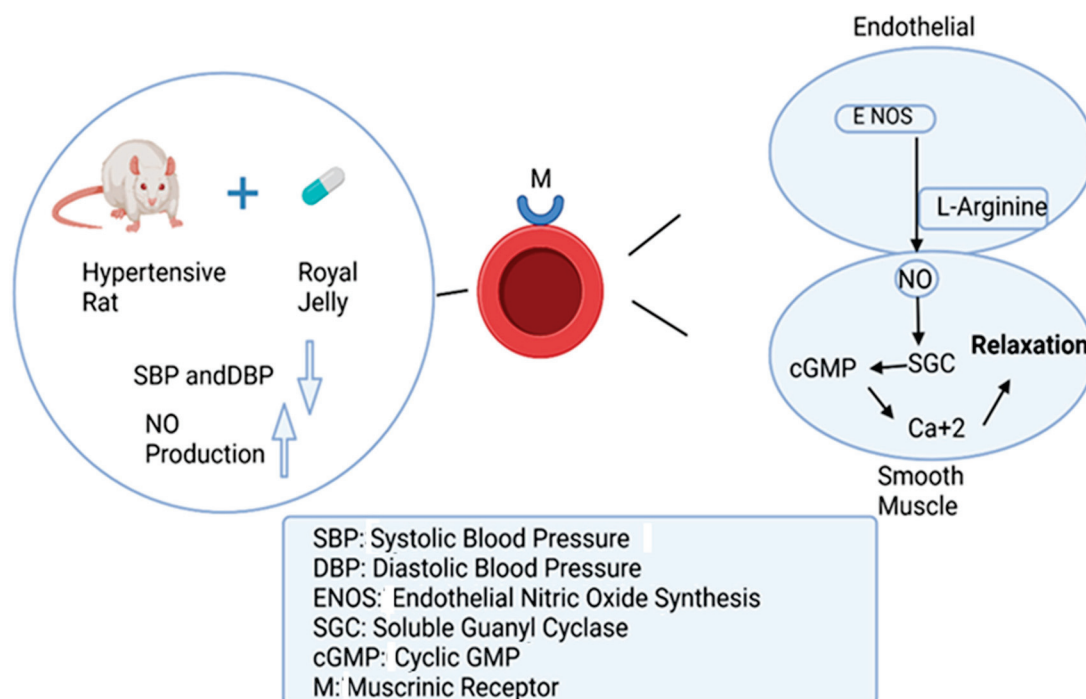 Endothelial
E NOS
L-Arginine
M
Hypertensive
Rat
Royal
Jelly
SBP andDBP
NO
Production
NO
cGMP
SGC
Relaxation
Ca+2
Smooth
Muscle
SBP: Systolic Blood Pressure
DBP: Diastolic Blood Pressure
ENOS: Endothelial Nitric Oxide Synthesis
SGC: Soluble Guanyl Cyclase
cGMP: Cyclic GMP
M: Muscrinic Receptor